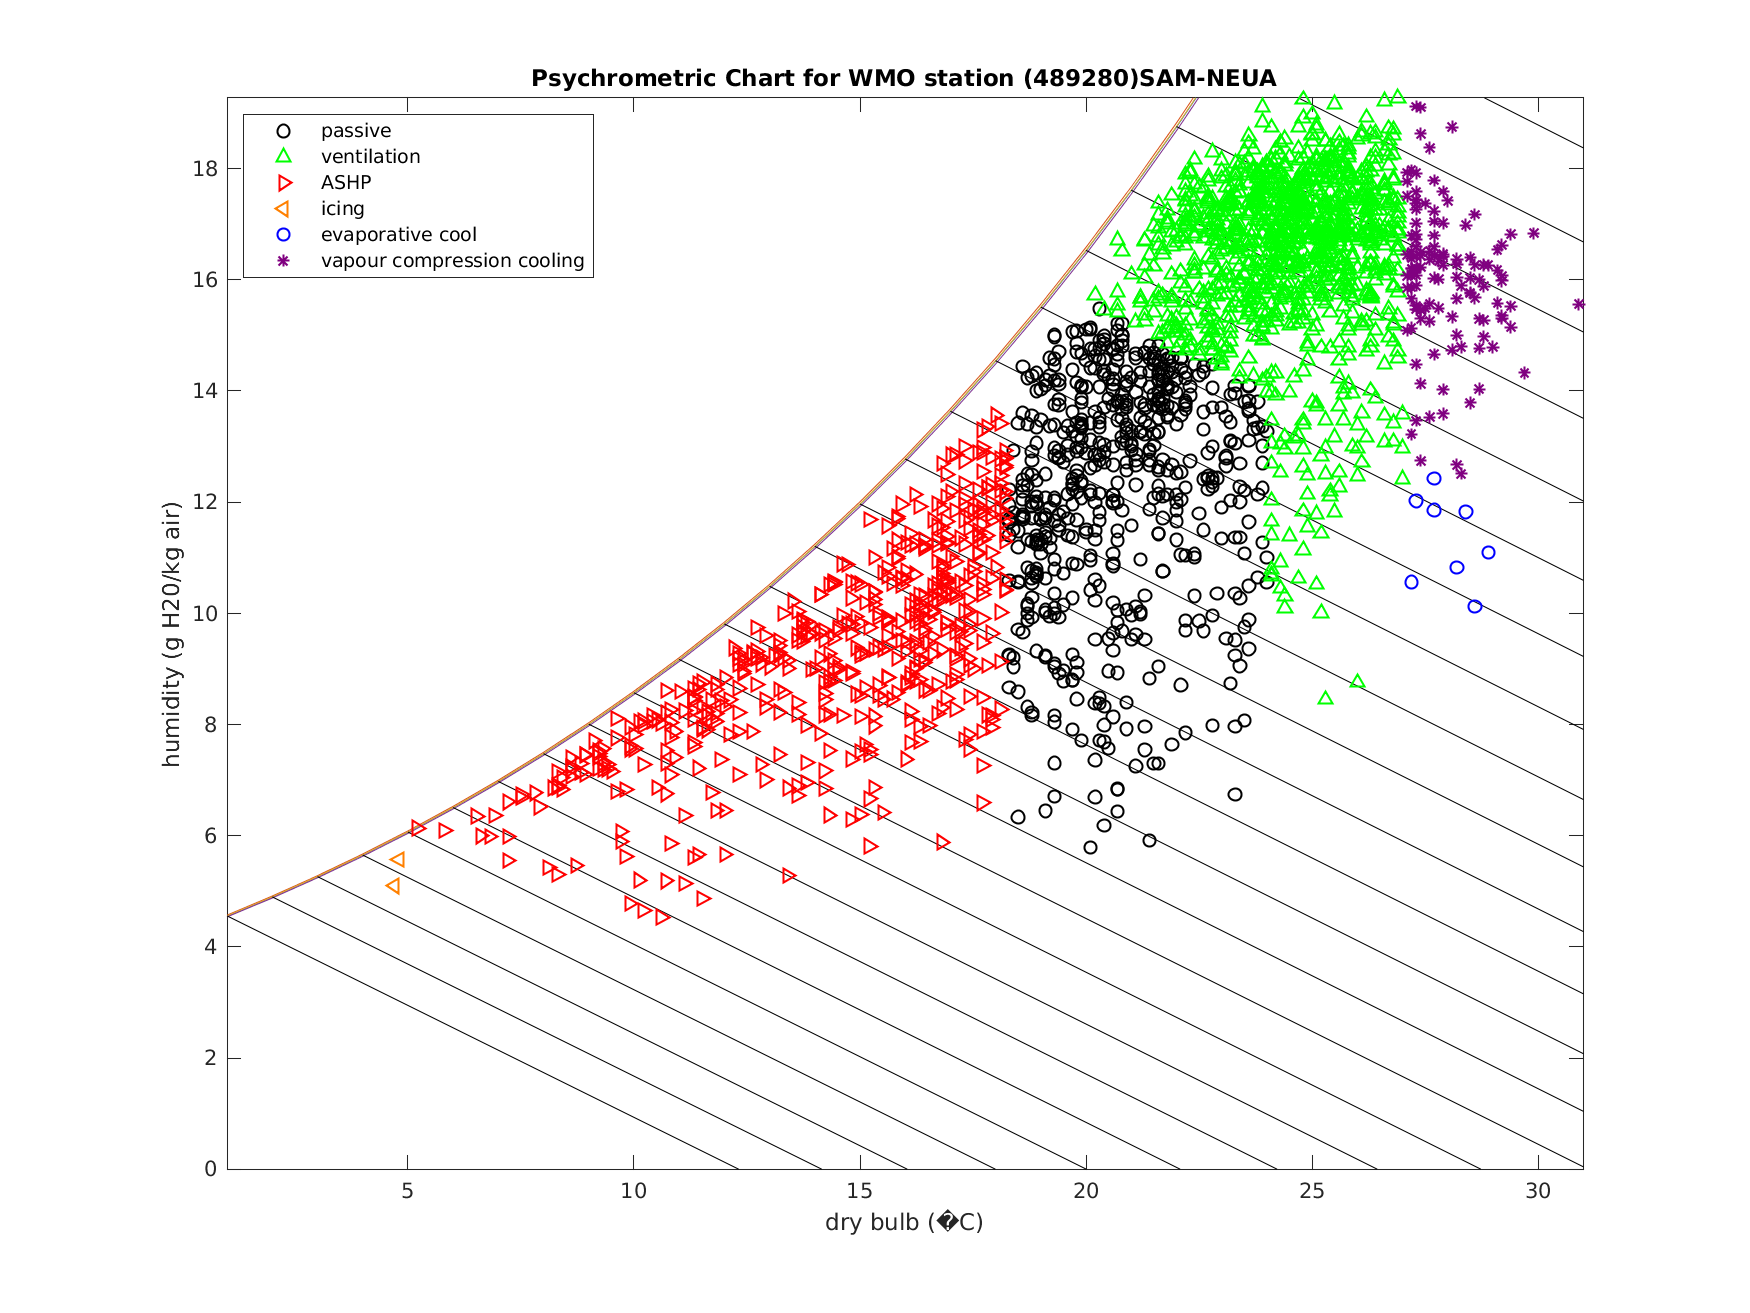 Psychrometric Chart for WMO station (489280)SAM-NEUA
passive
ventilation
ASHP
icing
evaporative cool
vapour compression cooling
humidity (g H20/kg air)
18
16
14
12
10
8
6
4
2
0
5
10
15
20
25
30
dry bulb (�C)